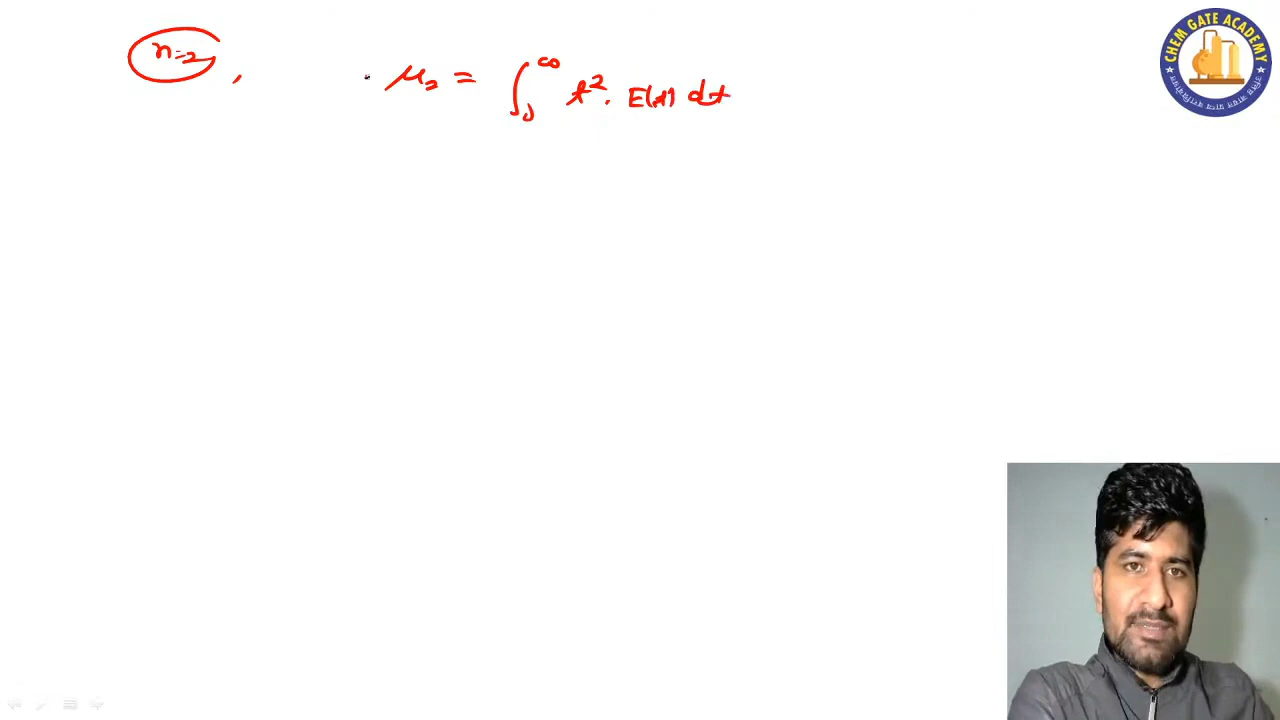 n=2, μ₂ = ∫₀^∞ t². E(t) dt
CHEM GATE ACADEMY